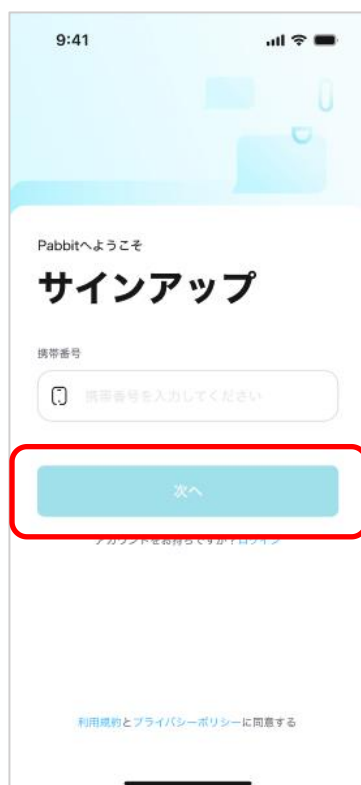 9:41
Pabbitへようこそ
サインアップ
携帯番号
携帯番号を入力してください
次へ
アカウントをお持ちですか？ログイン
利用規約とプライバシーポリシーに同意する